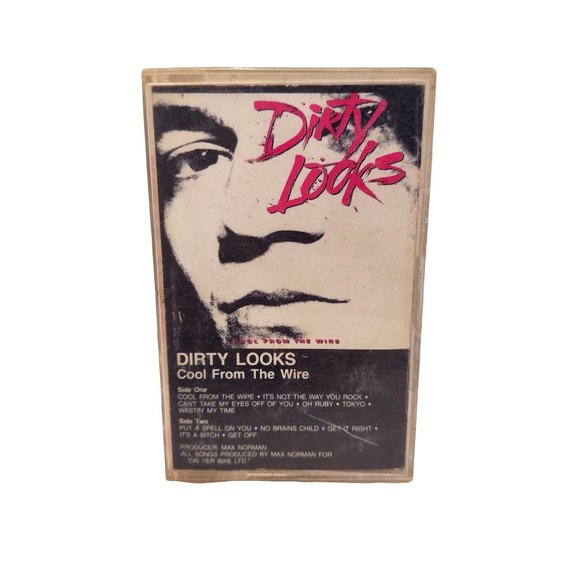 Dirty
Looks
COOL FROM THE WIRE
DIRTY LOOKS
Cool From The Wire
Side One
COOL FROM THE WIRE • IT'S NOT THE WAY YOU ROCK •
CAN'T TAKE MY EYES OFF OF YOU • OH RUBY • TOKYO •
WASTIN' MY TIME
Side Two
PUT A SPELL ON YOU • NO BRAINS CHILD • GET IT RIGHT •
IT'S A BITCH • GET OFF
PRODUCER: MAX NORMAN
ALL SONGS PRODUCED BY MAX NORMAN FOR
"ON YER BIKE LTD."